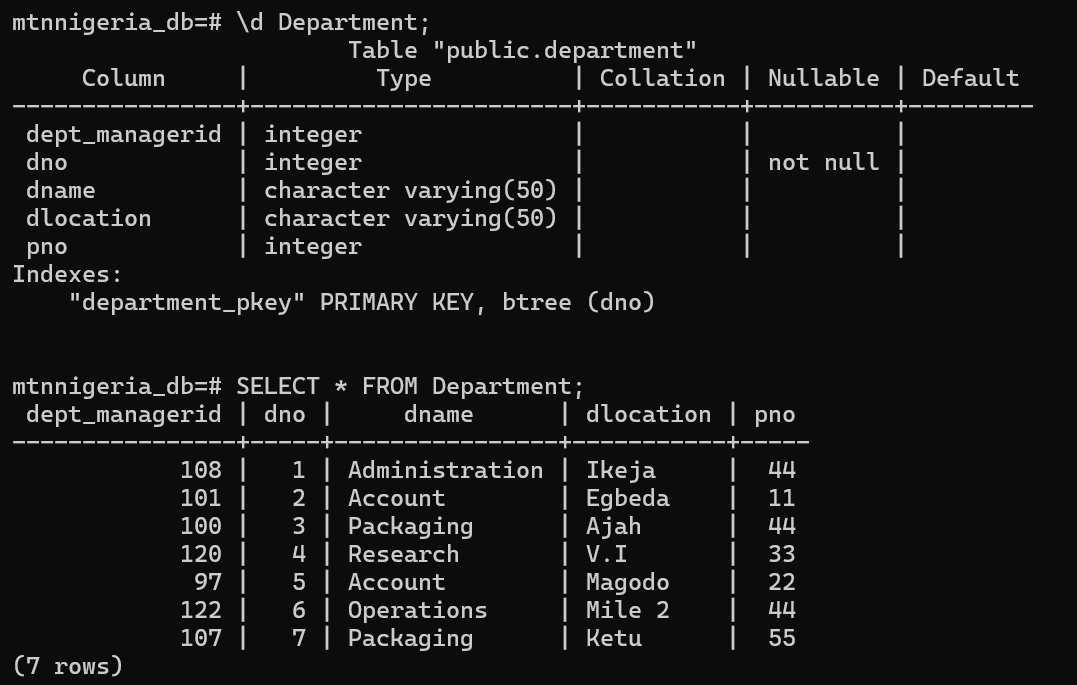 mtnnigeria_db=# \d Department;
                        Table "public.department"
     Column     |         Type          | Collation | Nullable | Default
----------------+-----------------------+-----------+----------+---------
 dept_managerid | integer               |           |          |
 dno            | integer               |           | not null |
 dname          | character varying(50) |           |          |
 dlocation      | character varying(50) |           |          |
 pno            | integer               |           |          |
Indexes:
    "department_pkey" PRIMARY KEY, btree (dno)
mtnnigeria_db=# SELECT * FROM Department;
 dept_managerid | dno |     dname      | dlocation | pno
----------------+-----+----------------+-----------+-----
            108 |   1 | Administration | Ikeja     |  44
            101 |   2 | Account        | Egbeda    |  11
            100 |   3 | Packaging      | Ajah      |  44
            120 |   4 | Research       | V.I       |  33
             97 |   5 | Account        | Magodo    |  22
            122 |   6 | Operations     | Mile 2    |  44
            107 |   7 | Packaging      | Ketu      |  55
(7 rows)